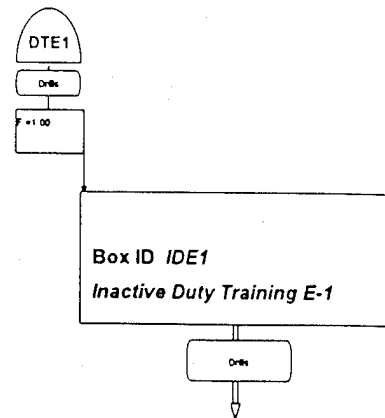 DTE1
Drills
F =1.00
Box ID IDE1
Inactive Duty Training E-1
Drills